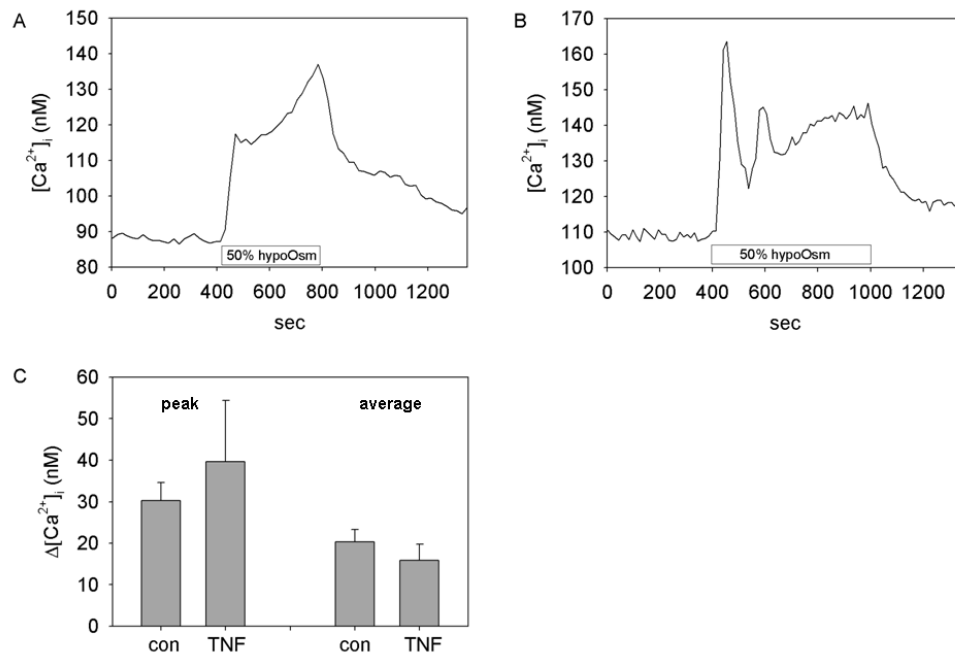 A
[Ca²⁺]ᵢ (nM)
150
140
130
120
110
100
90
80
50% hypoOsm
0 200 400 600 800 1000 1200
sec
B
[Ca²⁺]ᵢ (nM)
170
160
150
140
130
120
110
100
50% hypoOsm
0 200 400 600 800 1000 1200
sec
C
Δ[Ca²⁺]ᵢ (nM)
60
50
40
30
20
10
0
peak average
con TNF con TNF